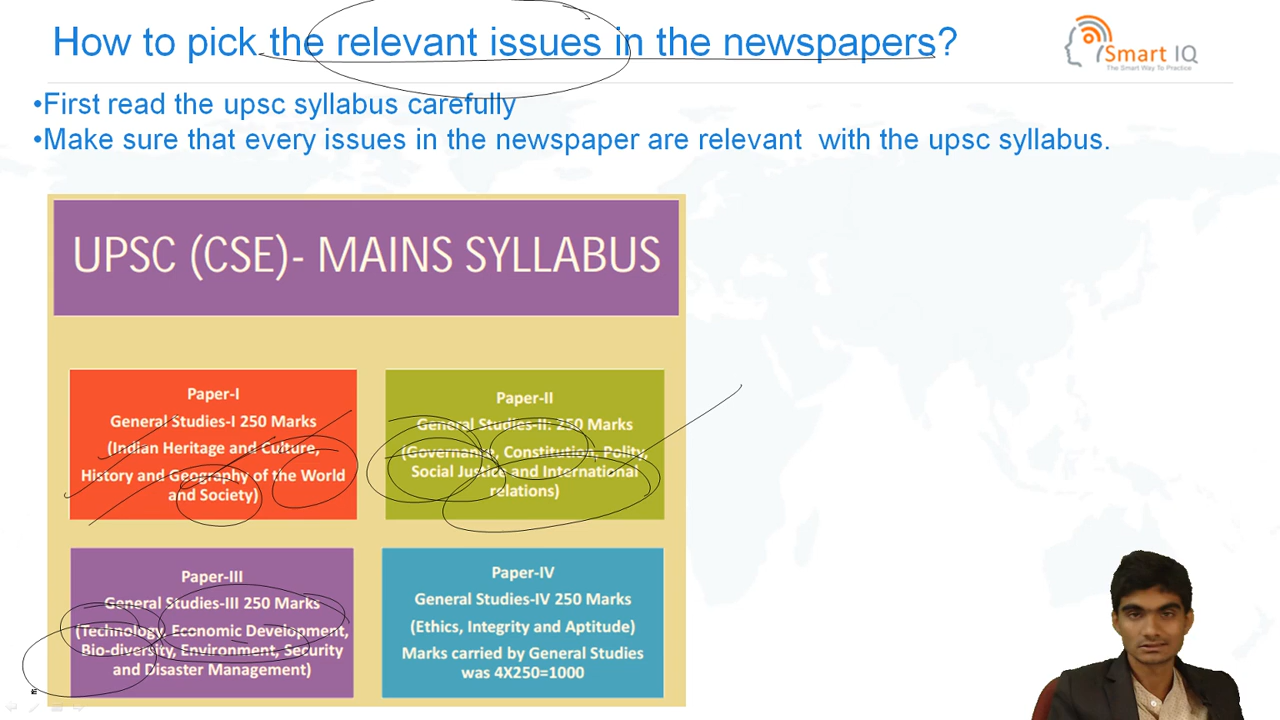 How to pick the relevant issues in the newspapers?
Smart IQ
The Smart Way To Practice
•First read the upsc syllabus carefully
•Make sure that every issues in the newspaper are relevant with the upsc syllabus.
UPSC (CSE)- MAINS SYLLABUS
Paper-I
General Studies-I 250 Marks
(Indian Heritage and Culture,
History and Geography of the World
and Society)
Paper-II
General Studies-II: 250 Marks
(Governance, Constitution, Polity,
Social Justice and International
relations)
Paper-III
General Studies-III 250 Marks
(Technology, Economic Development,
Bio-diversity, Environment, Security
and Disaster Management)
Paper-IV
General Studies-IV 250 Marks
(Ethics, Integrity and Aptitude)
Marks carried by General Studies
was 4X250=1000